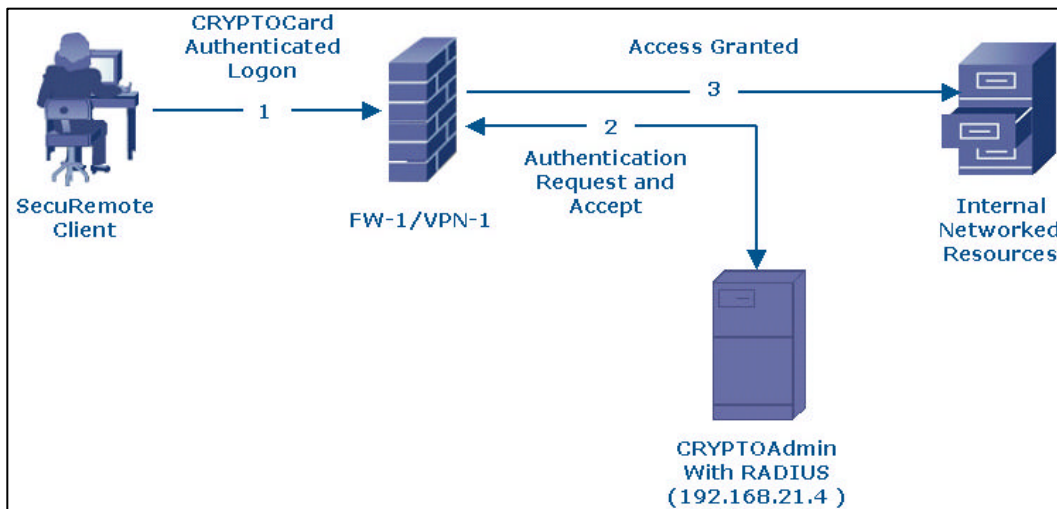 CRYPTOCard
Authenticated
Logon
1
Access Granted
3
2
Authentication
Request and
Accept
SecuRemote
Client
FW-1/VPN-1
Internal
Networked
Resources
CRYPTOAdmin
With RADIUS
(192.168.21.4 )